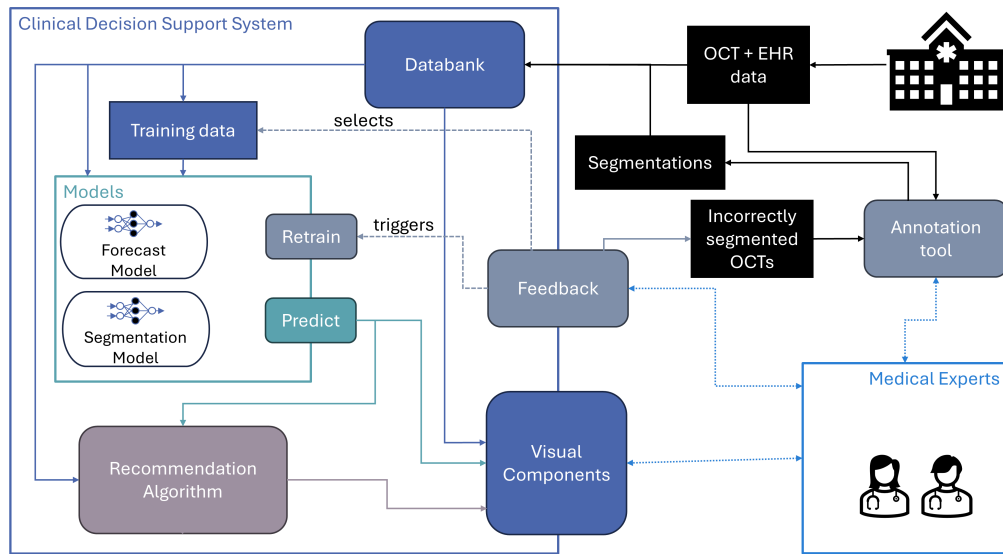 Clinical Decision Support System
Databank
OCT + EHR
data
Training data
selects
Segmentations
Models
Forecast
Model
Retrain
triggers
Incorrectly
segmented
OCTs
Annotation
tool
Feedback
Segmentation
Model
Predict
Medical Experts
Recommendation
Algorithm
Visual
Components